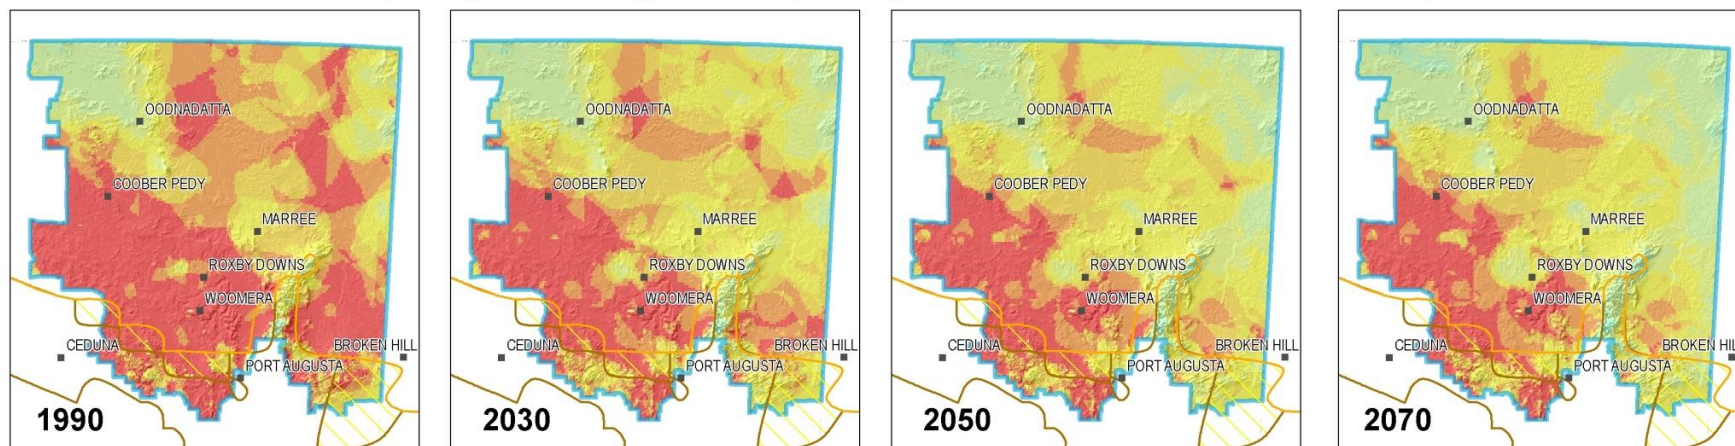 OODNADATTA
COOBER PEDY
MARREE
ROXBY DOWNS
WOOMERA
CEDUNA
BROKEN HILL
PORT AUGUSTA
1990
OODNADATTA
COOBER PEDY
MARREE
ROXBY DOWNS
WOOMERA
CEDUNA
BROKEN HILL
PORT AUGUSTA
2030
OODNADATTA
COOBER PEDY
MARREE
ROXBY DOWNS
WOOMERA
CEDUNA
BROKEN HILL
PORT AUGUSTA
2050
OODNADATTA
COOBER PEDY
MARREE
ROXBY DOWNS
WOOMERA
CEDUNA
BROKEN HIL
PORT AUGUSTA
2070